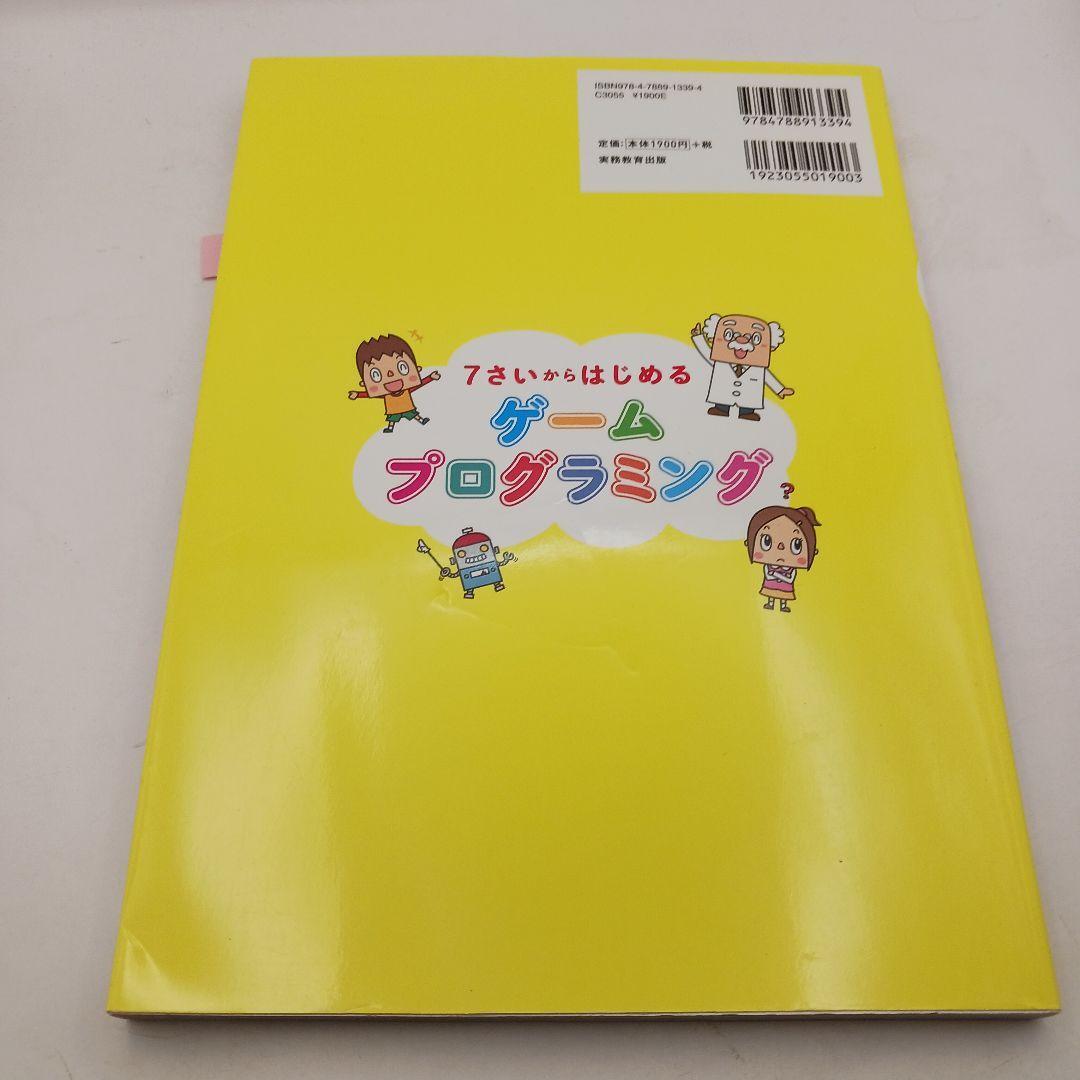 ISBN978-4-7889-1339-4
C3055 ¥1900E
9784788913394
定価:本体1900円+税
実務教育出版
1923055019003
7さいからはじめる
ゲーム
プログラミング
?